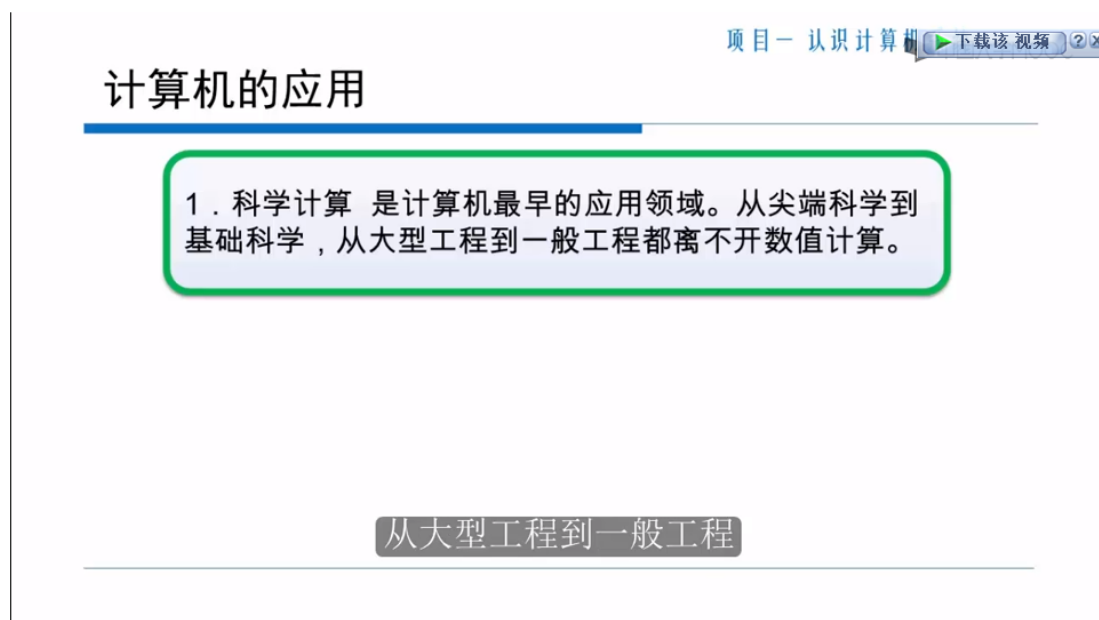 项目一 认识计算机
下载该 视频
计算机的应用
1．科学计算 是计算机最早的应用领域。从尖端科学到
基础科学，从大型工程到一般工程都离不开数值计算。
从大型工程到一般工程